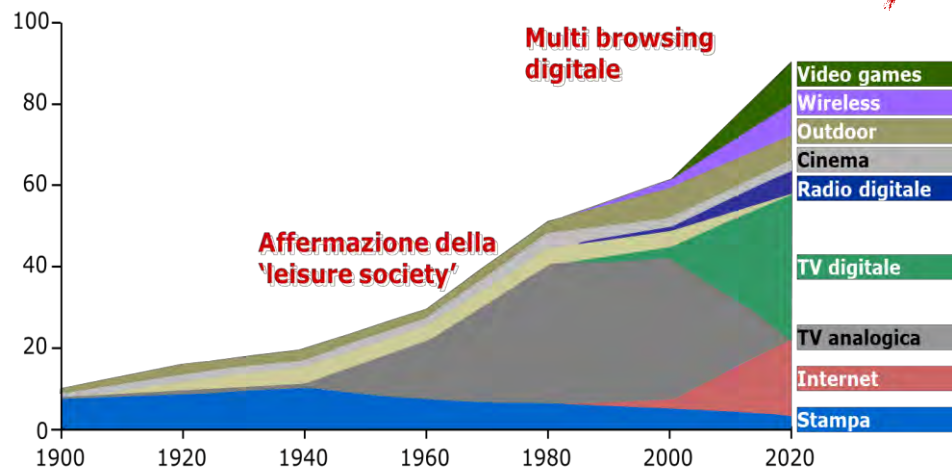 100
80
60
40
20
0
1900 1920 1940 1960 1980 2000 2020
Multi browsing
digitale
Affermazione della
‘leisure society’
Video games
Wireless
Outdoor
Cinema
Radio digitale
TV digitale
TV analogica
Internet
Stampa